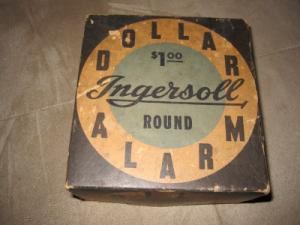 DOLLAR
$1.00
Ingersoll
ROUND
ALARM